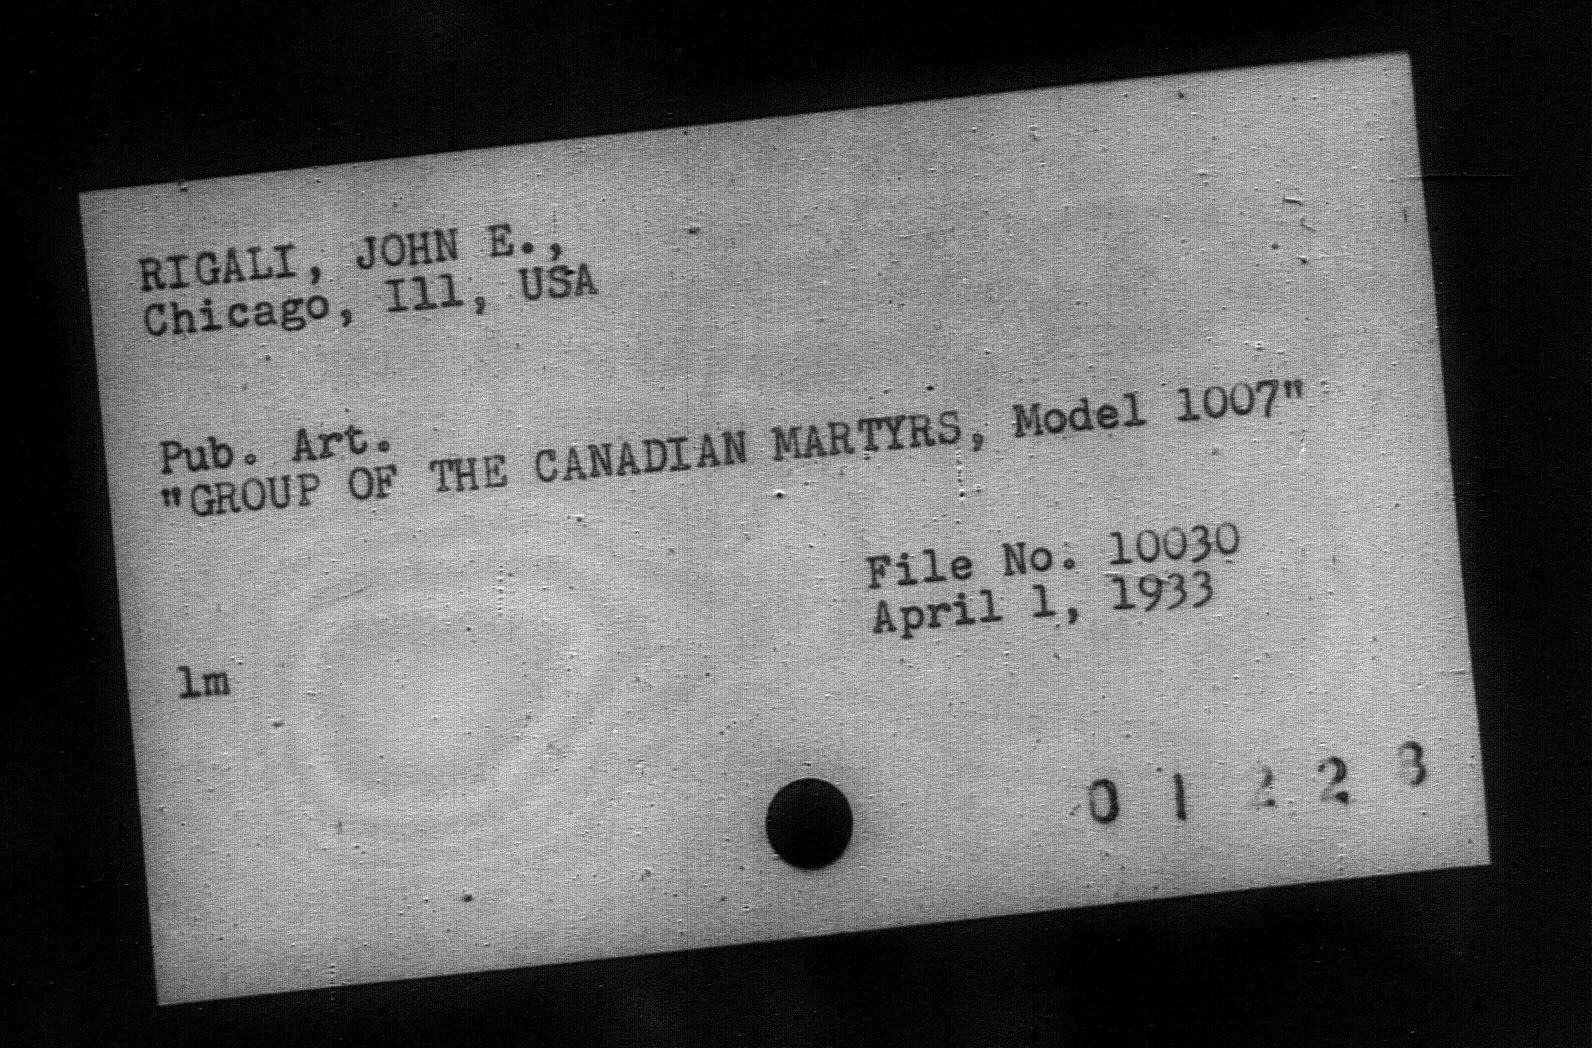 RIGALI, JOHN E.,
Chicago, Ill, USA
Pub. Art.
"GROUP OF THE CANADIAN MARTYRS, Model 1007"
File No. 10030
April 1, 1933
lm
0 1 2 2 3